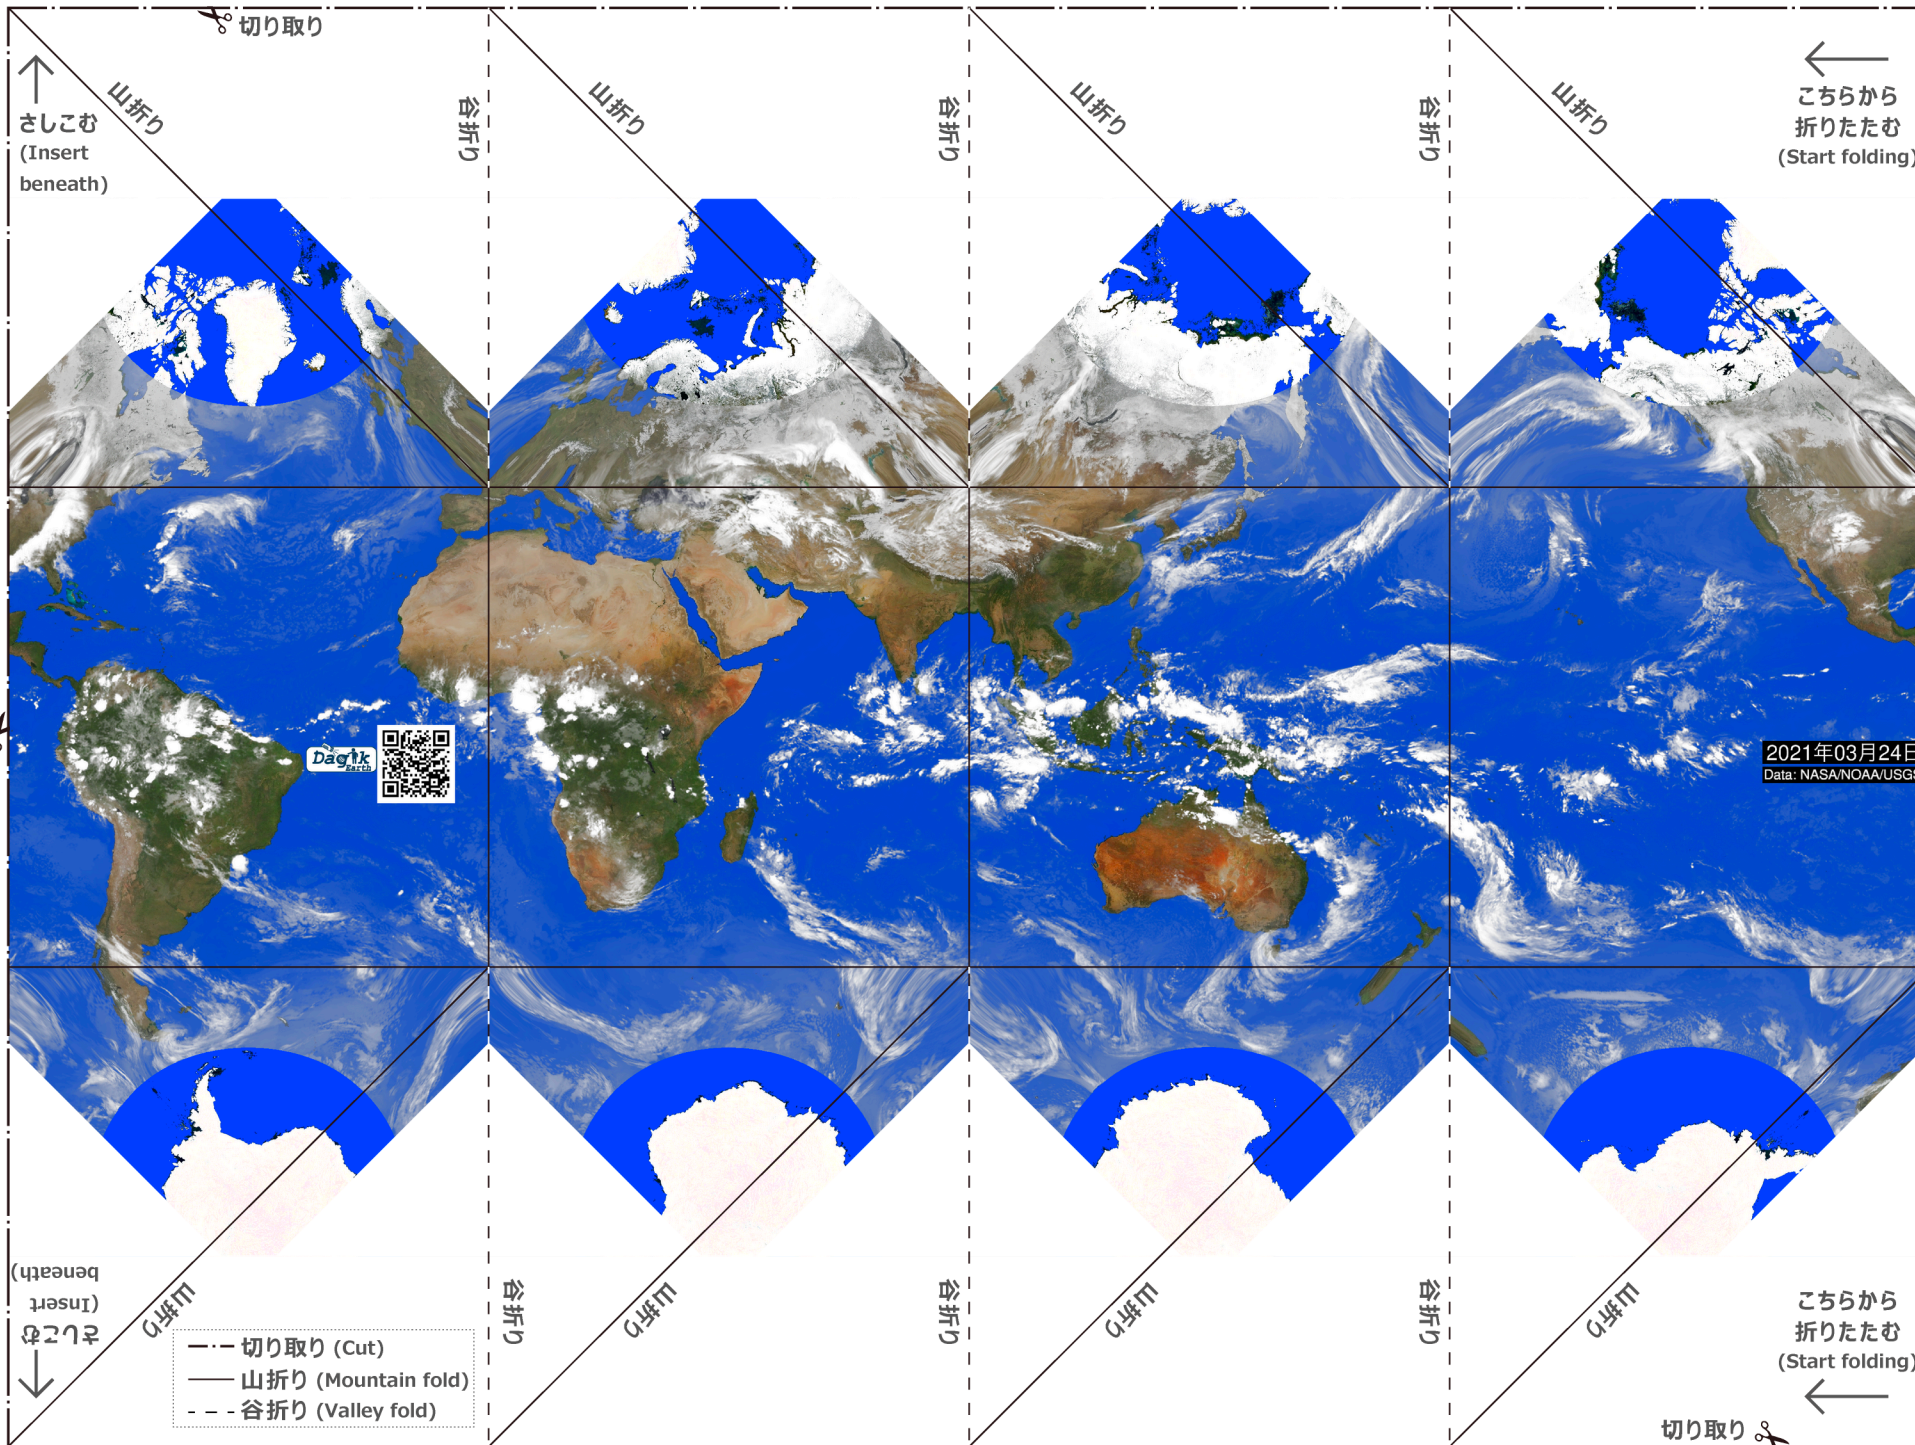 切り取り
さしこむ
(Insert
beneath)
山折り
谷折り
山折り
谷折り
山折り
谷折り
山折り
こちらから
折りたたむ
(Start folding)
Dagik
Earth
2021年03月24日
Data: NASA/NOAA/USGS
さしこむ
(Insert
beneath)
山折り
谷折り
山折り
谷折り
山折り
谷折り
山折り
こちらから
折りたたむ
(Start folding)
切り取り (Cut)
山折り (Mountain fold)
谷折り (Valley fold)
切り取り